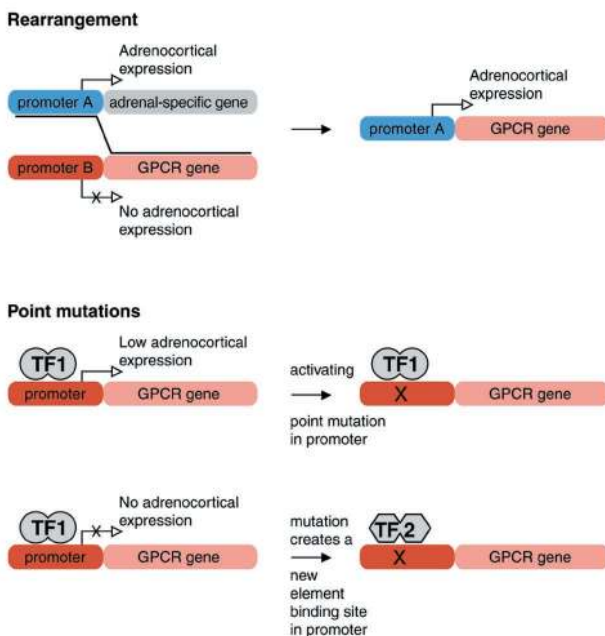 Rearrangement
Adrenocortical
expression
promoter A
adrenal-specific gene
promoter B
GPCR gene
No adrenocortical
expression
Adrenocortical
expression
promoter A
GPCR gene
Point mutations
TF1
Low adrenocortical
expression
promoter
GPCR gene
activating
point mutation
in promoter
TF1
X
GPCR gene
TF1
No adrenocortical
expression
promoter
GPCR gene
mutation
creates a
new
element
binding site
in promoter
TF2
X
GPCR gene